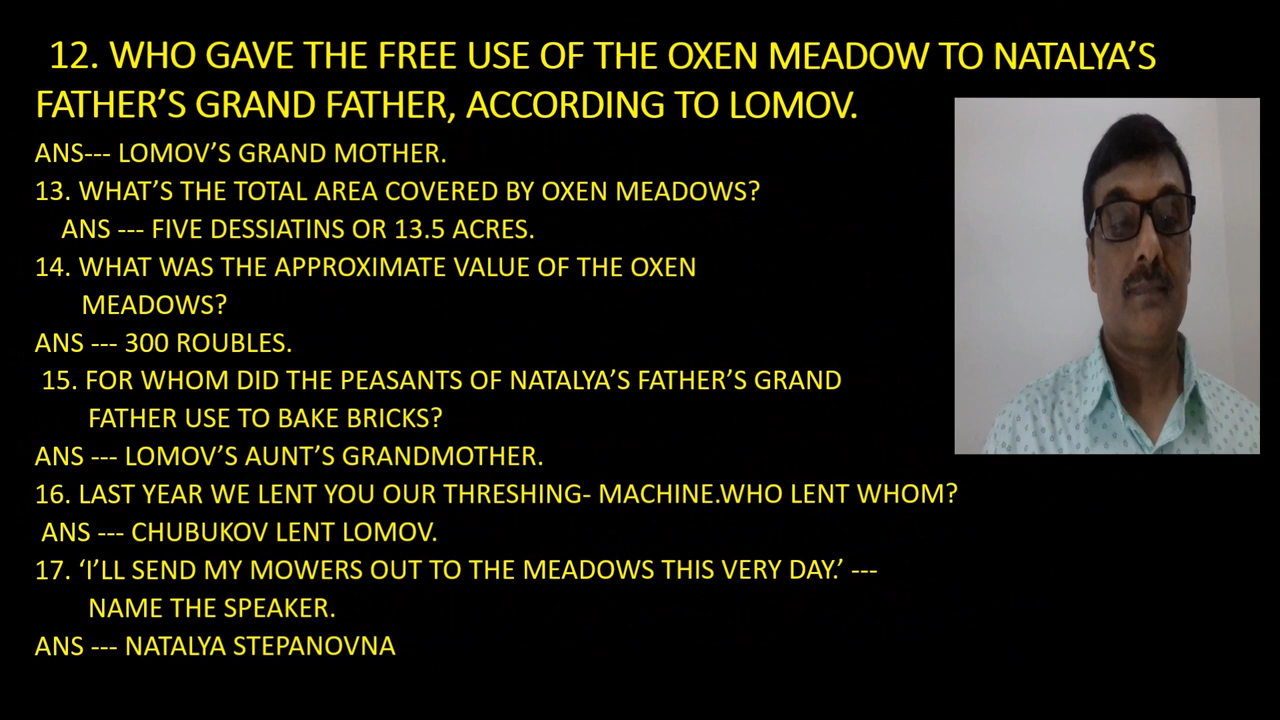 12. WHO GAVE THE FREE USE OF THE OXEN MEADOW TO NATALYA'S
FATHER'S GRAND FATHER, ACCORDING TO LOMOV.
ANS--- LOMOV'S GRAND MOTHER.
13. WHAT'S THE TOTAL AREA COVERED BY OXEN MEADOWS?
ANS --- FIVE DESSIATINS OR 13.5 ACRES.
14. WHAT WAS THE APPROXIMATE VALUE OF THE OXEN
MEADOWS?
ANS --- 300 ROUBLES.
15. FOR WHOM DID THE PEASANTS OF NATALYA'S FATHER'S GRAND
FATHER USE TO BAKE BRICKS?
ANS --- LOMOV'S AUNT'S GRANDMOTHER.
16. LAST YEAR WE LENT YOU OUR THRESHING- MACHINE.WHO LENT WHOM?
ANS --- CHUBUKOV LENT LOMOV.
17. ‘I'LL SEND MY MOWERS OUT TO THE MEADOWS THIS VERY DAY.’ ---
NAME THE SPEAKER.
ANS --- NATALYA STEPANOVNA